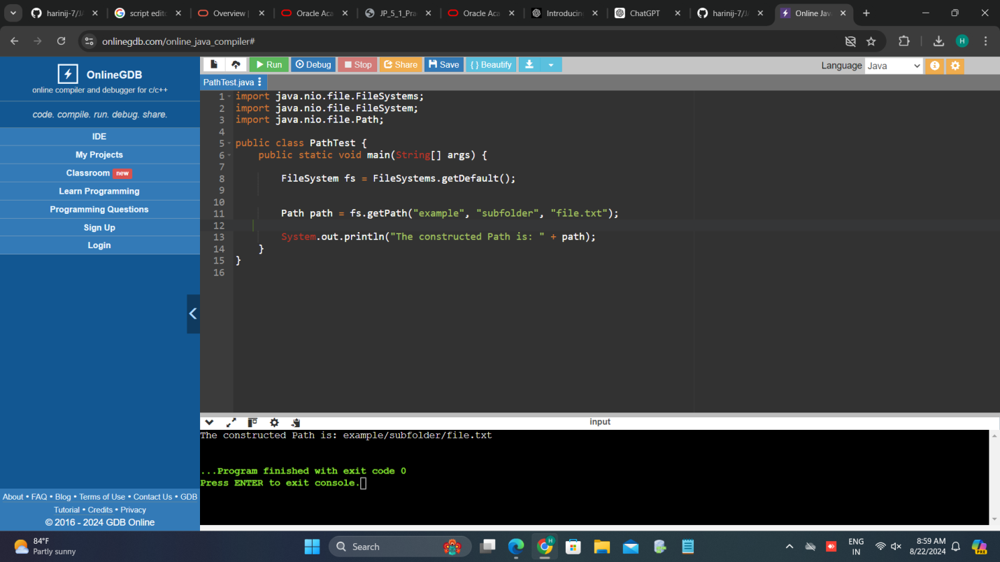 harinij-7/JA
script edito
Overview |
Oracle Aca
JP_5_1_Pra
Oracle Aca
Introducin
ChatGPT
harinij-7/JA
Online Jav
onlinegdb.com/online_java_compiler#
H
OnlineGDB
online compiler and debugger for c/c++
code. compile. run. debug. share.
IDE
My Projects
Classroom new
Learn Programming
Programming Questions
Sign Up
Login
About • FAQ • Blog • Terms of Use • Contact Us • GDB
Tutorial • Credits • Privacy
© 2016 - 2024 GDB Online
Run Debug Stop Share Save { } Beautify
Language Java
PathTest.java
1 import java.nio.file.FileSystems;
2 import java.nio.file.FileSystem;
3 import java.nio.file.Path;
4
5 public class PathTest {
6 public static void main(String[] args) {
7
8 FileSystem fs = FileSystems.getDefault();
9
10
11 Path path = fs.getPath("example", "subfolder", "file.txt");
12
13 System.out.println("The constructed Path is: " + path);
14 }
15 }
16
input
The constructed Path is: example/subfolder/file.txt
...Program finished with exit code 0
Press ENTER to exit console.
84°F
Partly sunny
Search
H
ENG
IN
8:59 AM
8/22/2024
PRE